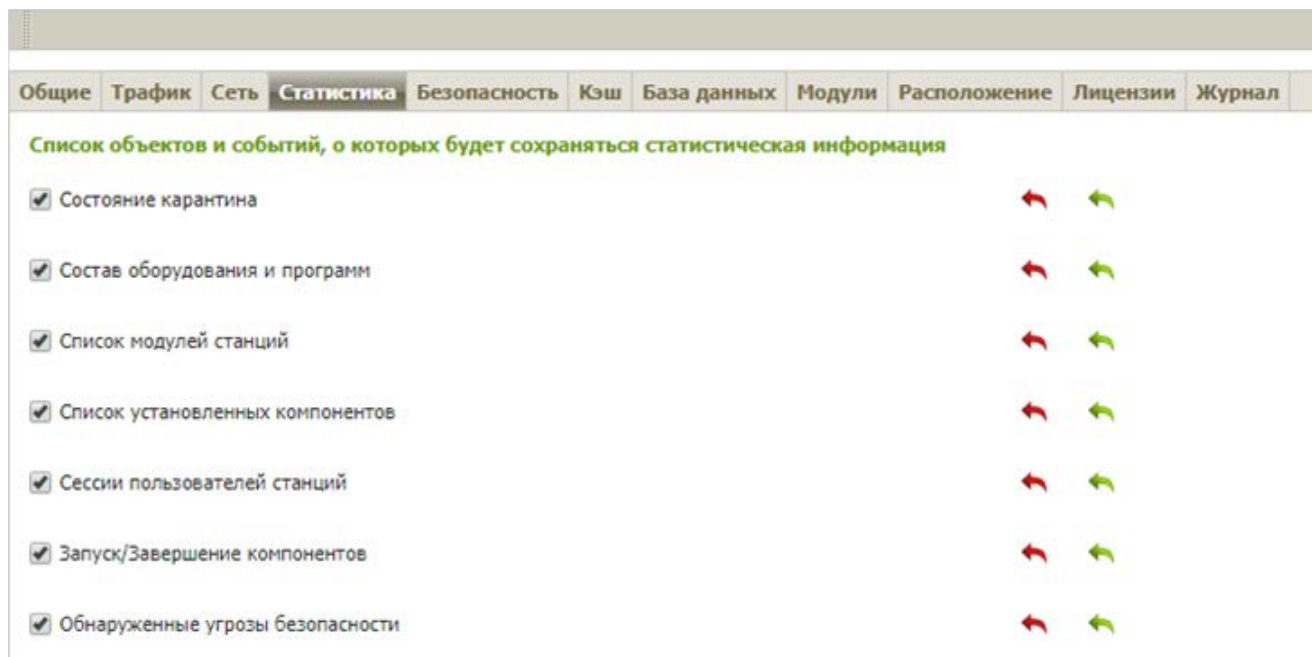 Общие Трафик Сеть Статистика Безопасность Кэш База данных Модули Расположение Лицензии Журнал
Список объектов и событий, о которых будет сохраняться статистическая информация
Состояние карантина
Состав оборудования и программ
Список модулей станций
Список установленных компонентов
Сессии пользователей станций
Запуск/Завершение компонентов
Обнаруженные угрозы безопасности